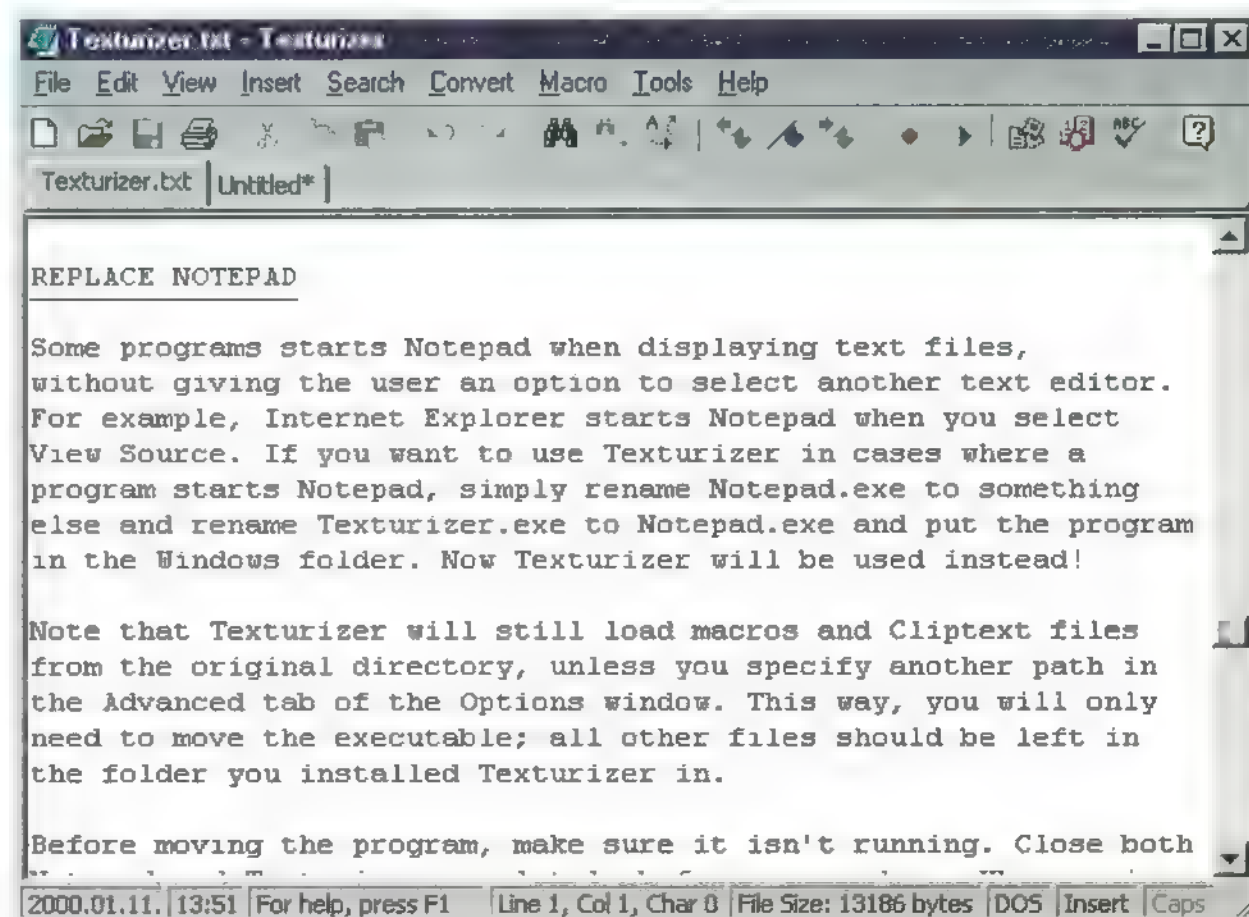 Texturizer.txt - Texturizer
File Edit View Insert Search Convert Macro Tools Help
ABC
Texturizer.txt Untitled*
REPLACE NOTEPAD
Some programs starts Notepad when displaying text files,
without giving the user an option to select another text editor.
For example, Internet Explorer starts Notepad when you select
View Source. If you want to use Texturizer in cases where a
program starts Notepad, simply rename Notepad.exe to something
else and rename Texturizer.exe to Notepad.exe and put the program
in the Windows folder. Now Texturizer will be used instead!
Note that Texturizer will still load macros and Cliptext files
from the original directory, unless you specify another path in
the Advanced tab of the Options window. This way, you will only
need to move the executable; all other files should be left in
the folder you installed Texturizer in.
Before moving the program, make sure it isn't running. Close both
2000.01.11. 13:51 For help, press F1 Line 1, Col 1, Char 0 File Size: 13186 bytes DOS Insert Caps